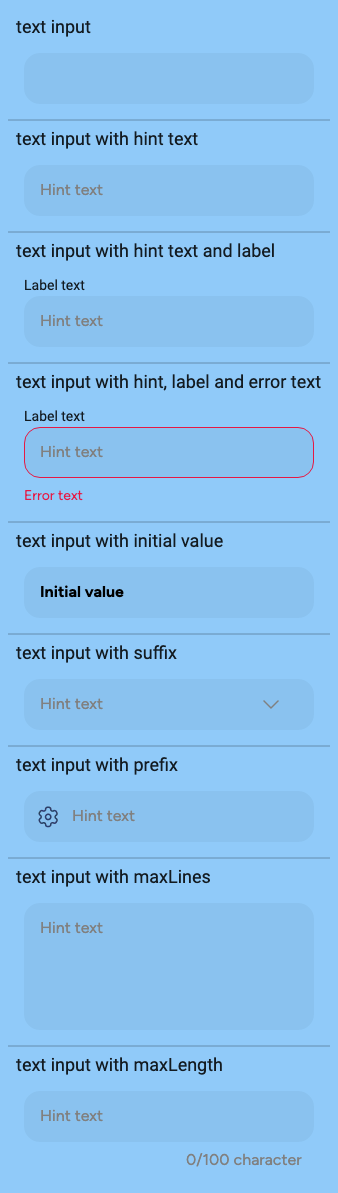 text input
text input with hint text
Hint text
text input with hint text and label
Label text
Hint text
text input with hint, label and error text
Label text
Hint text
Error text
text input with initial value
Initial value
text input with suffix
Hint text
text input with prefix
Hint text
text input with maxLines
Hint text
text input with maxLength
Hint text
0/100 character